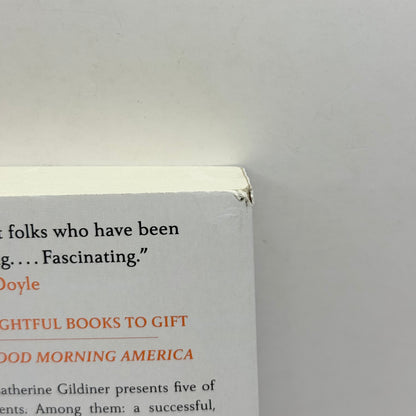 folks who have been
g. . . . Fascinating.”
Doyle
GHTFUL BOOKS TO GIFT
OOD MORNING AMERICA
atherine Gildiner presents five of
ents. Among them: a successful,